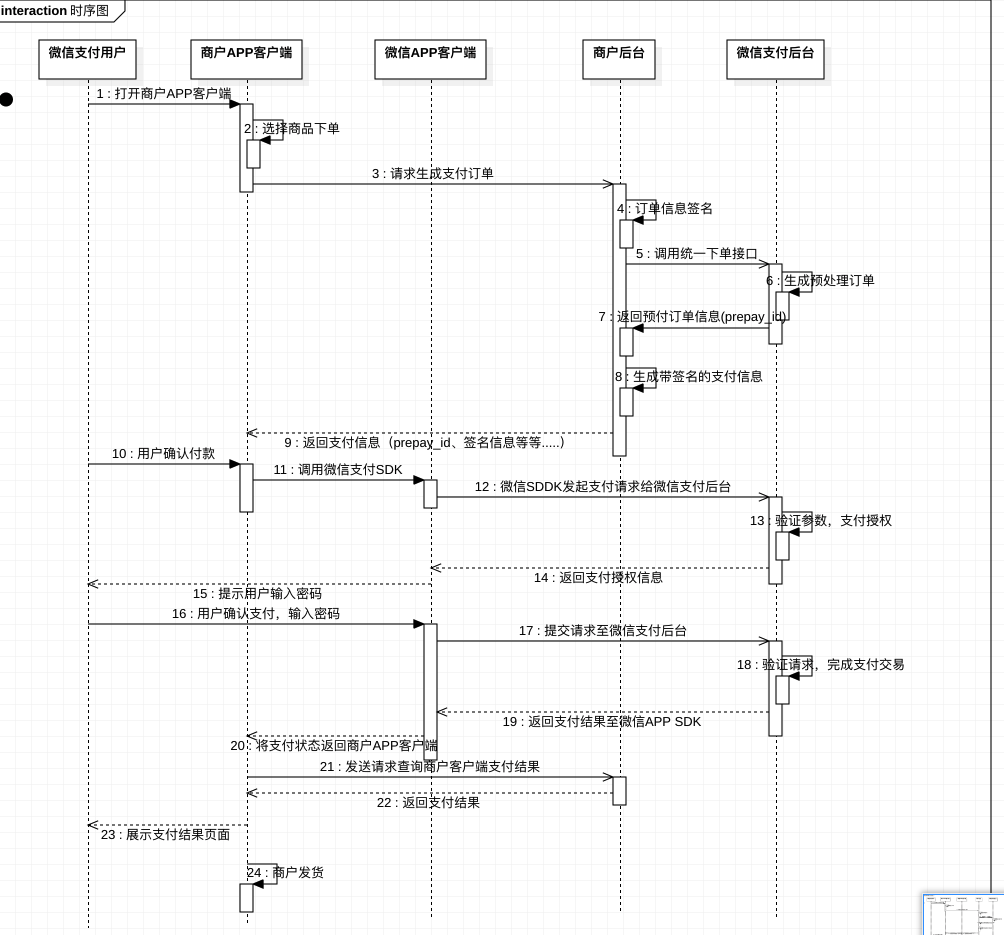 interaction 时序图
微信支付用户
商户APP客户端
微信APP客户端
商户后台
微信支付后台
1 : 打开商户APP客户端
2 : 选择商品下单
3 : 请求生成支付订单
4 : 订单信息签名
5 : 调用统一下单接口
6 : 生成预处理订单
7 : 返回预付订单信息(prepay_id)
8 : 生成带签名的支付信息
9 : 返回支付信息（prepay_id、签名信息等等.....）
10 : 用户确认付款
11 : 调用微信支付SDK
12 : 微信SDDK发起支付请求给微信支付后台
13 : 验证参数，支付授权
14 : 返回支付授权信息
15 : 提示用户输入密码
16 : 用户确认支付，输入密码
17 : 提交请求至微信支付后台
18 : 验证请求，完成支付交易
19 : 返回支付结果至微信APP SDK
20 : 将支付状态返回商户APP客户端
21 : 发送请求查询商户客户端支付结果
22 : 返回支付结果
23 : 展示支付结果页面
24 : 商户发货